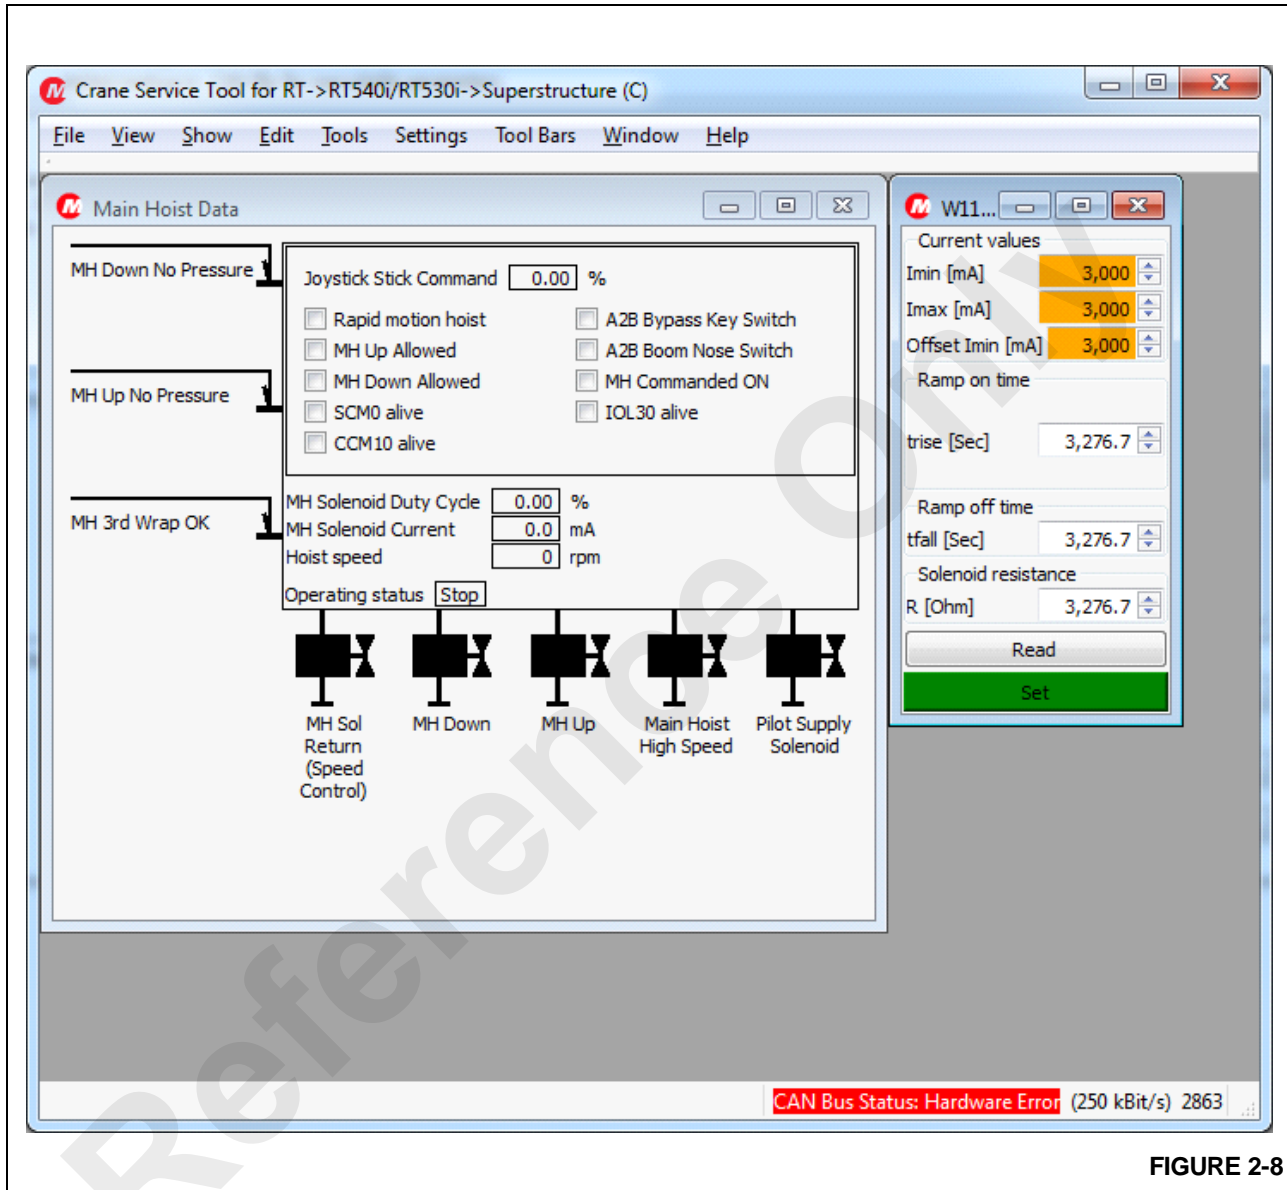 Crane Service Tool for RT->RT540i/RT530i->Superstructure (C)
File View Show Edit Tools Settings Tool Bars Window Help
Main Hoist Data
MH Down No Pressure
MH Up No Pressure
MH 3rd Wrap OK
Joystick Stick Command 0.00 %
Rapid motion hoist
A2B Bypass Key Switch
MH Up Allowed
A2B Boom Nose Switch
MH Down Allowed
MH Commanded ON
SCM0 alive
IOL30 alive
CCM10 alive
MH Solenoid Duty Cycle 0.00 %
MH Solenoid Current 0.0 mA
Hoist speed 0 rpm
Operating status Stop
MH Sol
Return
(Speed
Control)
MH Down
MH Up
Main Hoist
High Speed
Pilot Supply
Solenoid
W11...
Current values
Imin [mA] 3,000
Imax [mA] 3,000
Offset Imin [mA] 3,000
Ramp on time
trise [Sec] 3,276.7
Ramp off time
tfall [Sec] 3,276.7
Solenoid resistance
R [Ohm] 3,276.7
Read
Set
CAN Bus Status: Hardware Error (250 kBit/s) 2863
Reference Only
FIGURE 2-8